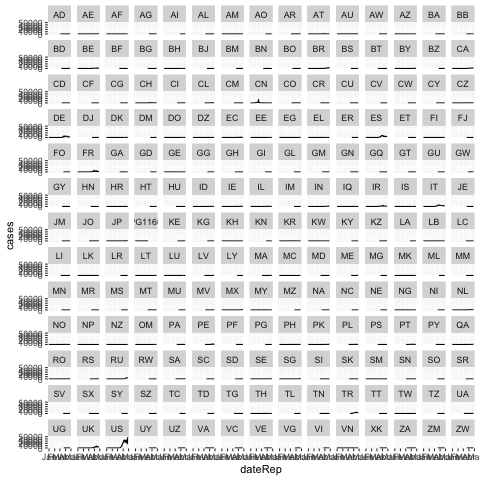 AD AE AF AG AI AL AM AO AR AT AU AW AZ BA BB
BD BE BF BG BH BJ BM BN BO BR BS BT BY BZ CA
CD CF CG CH CI CL CM CN CO CR CU CV CW CY CZ
DE DJ DK DM DO DZ EC EE EG EL ER ES ET FI FJ
FO FR GA GD GE GG GH GI GL GM GN GQ GT GU GW
GY HN HR HT HU ID IE IL IM IN IQ IR IS IT JE
JM JO JP KE KG KH KN KR KW KY KZ LA LB LC
LI LK LR LT LU LV LY MA MC MD ME MG MK ML MM
MN MR MS MT MU MV MX MY MZ NA NC NE NG NI NL
NO NP NZ OM PA PE PF PG PH PK PL PS PT PY QA
RO RS RU RW SA SC SD SE SG SI SK SM SN SO SR
SV SX SY SZ TC TD TG TH TL TN TR TT TW TZ UA
UG UK US UY UZ VA VC VE VG VI VN XK ZA ZM ZW
cases
dateRep